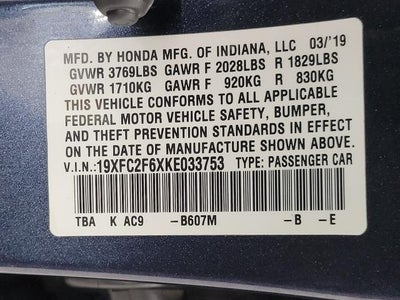 MFD. BY HONDA MFG. OF INDIANA, LLC 03/'19
GVWR 3769LBS GAWR F 2028LBS R 1829LBS
GVWR 1710KG GAWR F 920KG R 830KG
THIS VEHICLE CONFORMS TO ALL APPLICABLE
FEDERAL MOTOR VEHICLE SAFETY, BUMPER,
AND THEFT PREVENTION STANDARDS IN EFFECT
ON THE DATE OF MANUFACTURE SHOWN ABOVE.
V.I.N.:19XFC2F6XKE033753 TYPE: PASSENGER CAR
TBA K AC9 –B607M –B –E